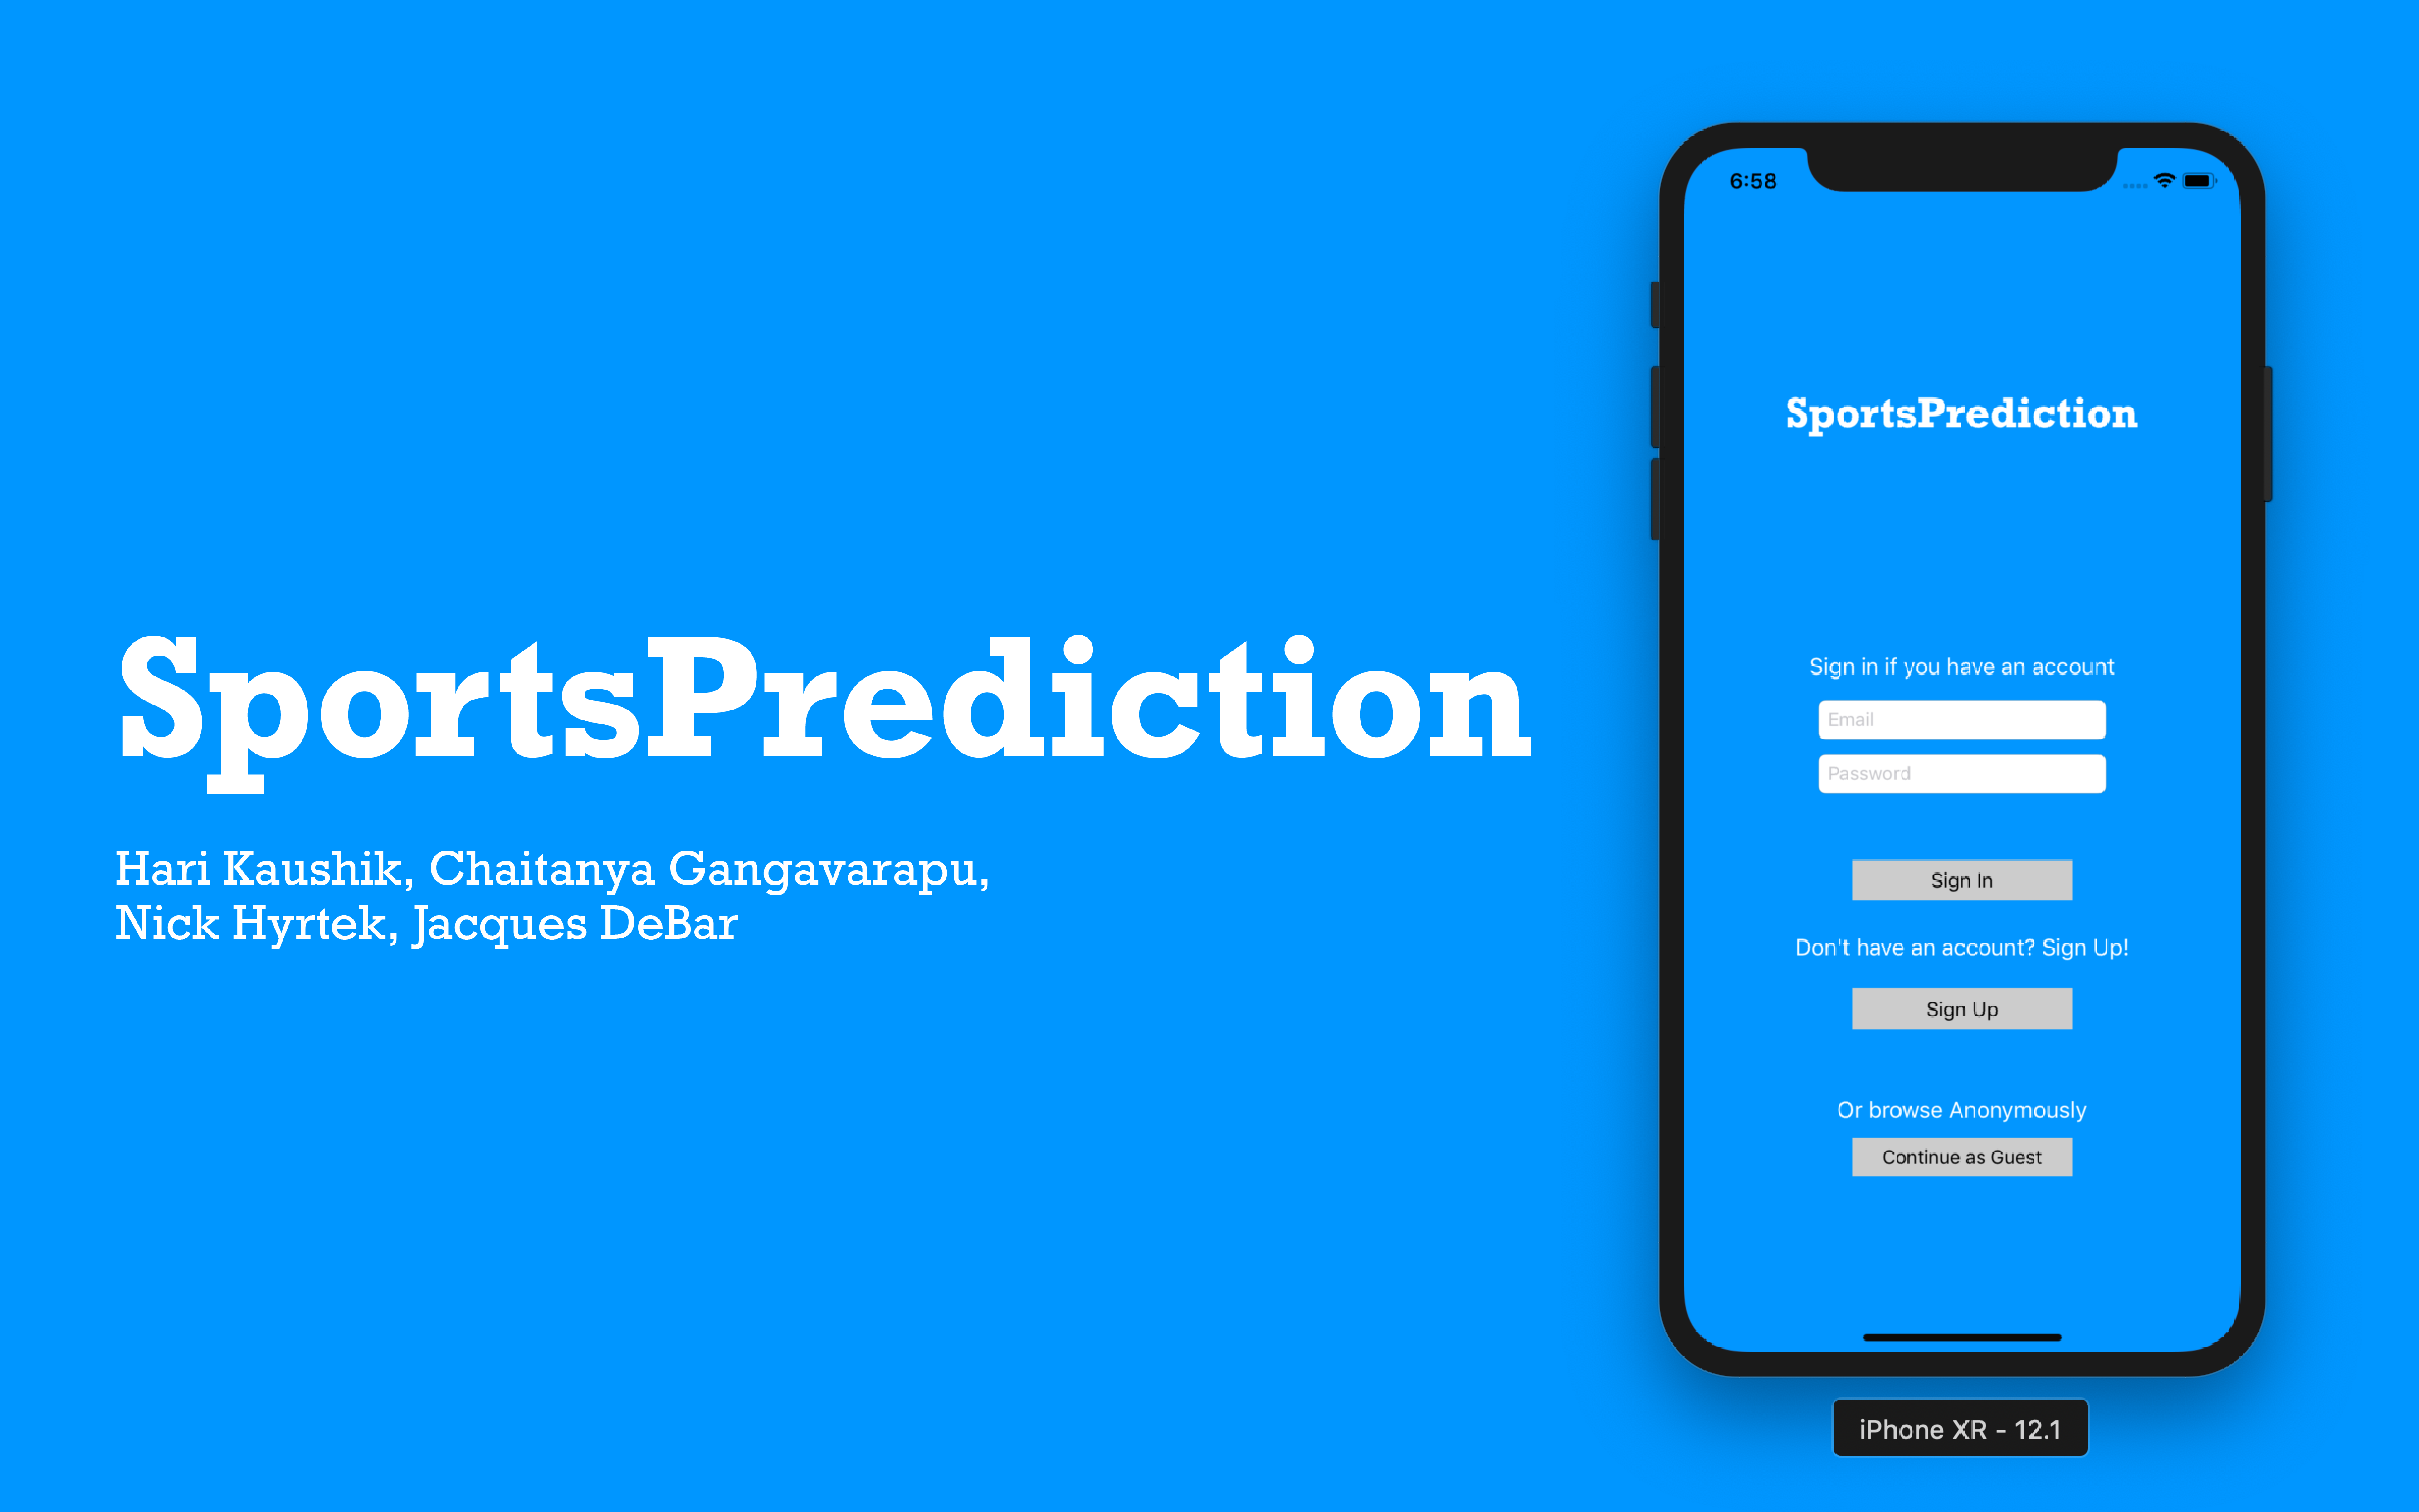 SportsPrediction
Hari Kaushik, Chaitanya Gangavarapu,
Nick Hyrtek, Jacques DeBar
6:58
SportsPrediction
Sign in if you have an account
Email
Password
Sign In
Don't have an account? Sign Up!
Sign Up
Or browse Anonymously
Continue as Guest
iPhone XR - 12.1